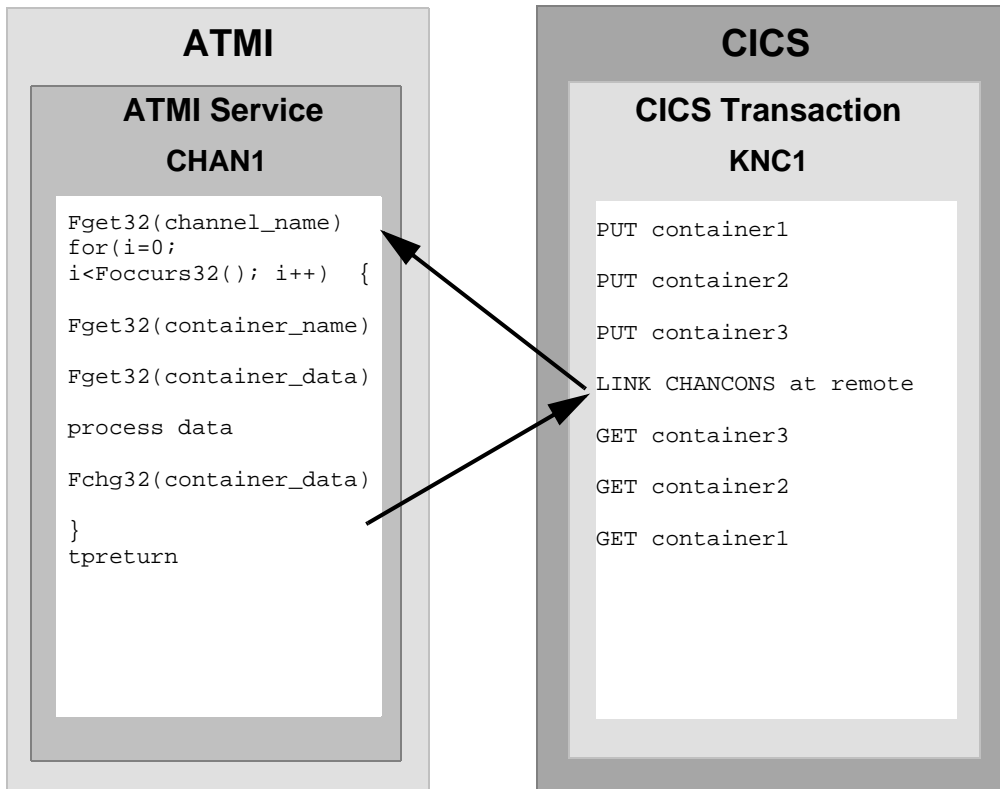 ATMI
ATMI Service
CHAN1
Fget32(channel_name)
for(i=0;
i<Foccurs32(); i++)  {
Fget32(container_name)
Fget32(container_data)
process data
Fchg32(container_data)
}
tpreturn
CICS
CICS Transaction
KNC1
PUT container1
PUT container2
PUT container3
LINK CHANCONS at remote
GET container3
GET container2
GET container1